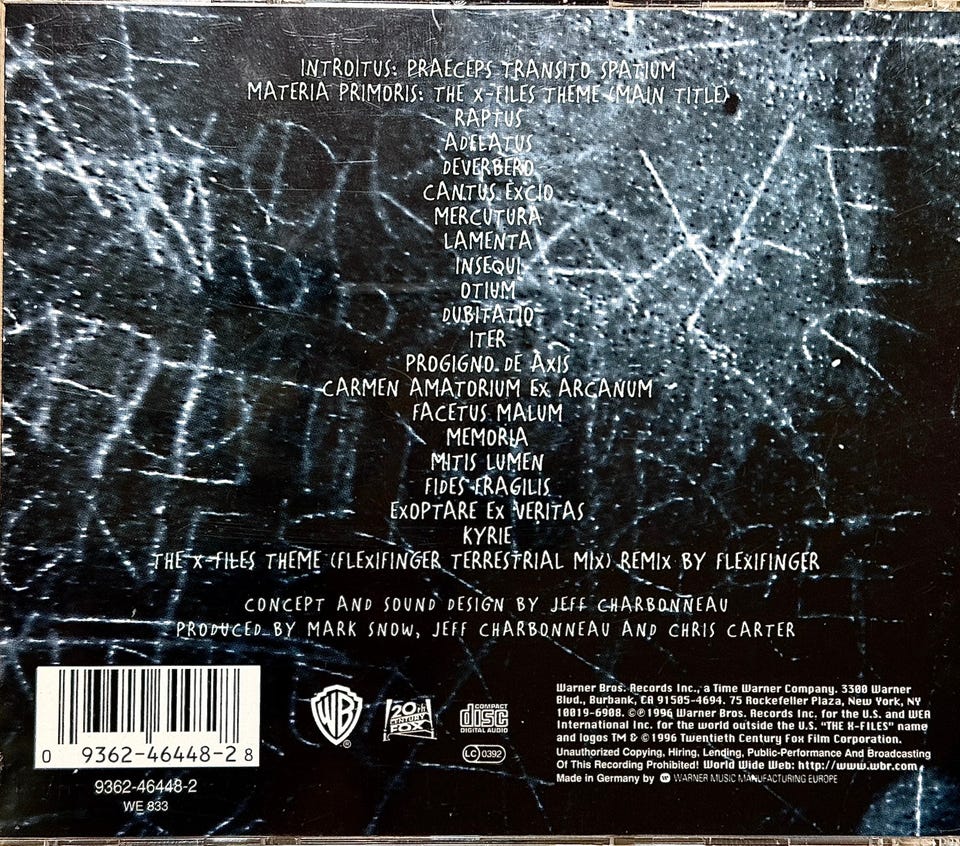 INTROITUS: PRAECEPS TRANSITO SPATIUM
MATERIA PRIMORIS: THE X-FILES THEME (MAIN TITLE)
RAPTUS
ADELATUS
DEVERBERO
CANTUS EXCIO
MERCUTURA
LAMENTA
INSEQUI
OTIUM
DUBITATIO
ITER
PROGIGNO DE AXIS
CARMEN AMATORIUM EX ARCANUM
FACETUS MALUM
MEMORIA
MITIS LUMEN
FIDES FRAGILIS
EXOPTARE EX VERITAS
KYRIE
THE X-FILES THEME (FLEXIFINGER TERRESTRIAL MIX) REMIX BY FLEXIFINGER
CONCEPT AND SOUND DESIGN BY JEFF CHARBONNEAU
PRODUCED BY MARK SNOW, JEFF CHARBONNEAU AND CHRIS CARTER
0 9362-46448-2 8
9362-46448-2
WE 833
WB ®
20th CENTURY FOX
COMPACT disc DIGITAL AUDIO
LC 0392
Warner Bros. Records Inc., a Time Warner Company. 3300 Warner
Blvd., Burbank, CA 91505-4694. 75 Rockefeller Plaza, New York, NY
10019-6908. ©℗ 1996 Warner Bros. Records Inc. for the U.S. and WEA
International Inc. for the world outside the U.S. "THE X-FILES" name
and logos TM & © 1996 Twentieth Century Fox Film Corporation.
Unauthorized Copying, Hiring, Lending, Public-Performance And Broadcasting
Of This Recording Prohibited! World Wide Web: http://www.wbr.com
Made in Germany by W WARNER MUSIC MANUFACTURING EUROPE